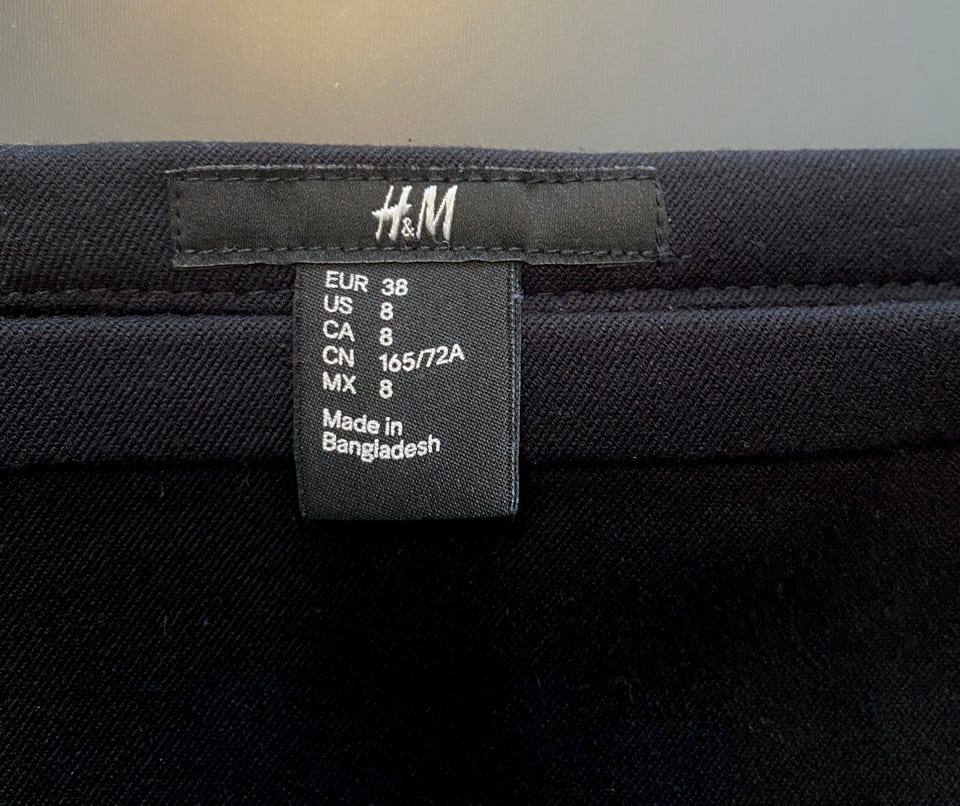 H&M
EUR 38
US 8
CA 8
CN 165/72A
MX 8
Made in
Bangladesh